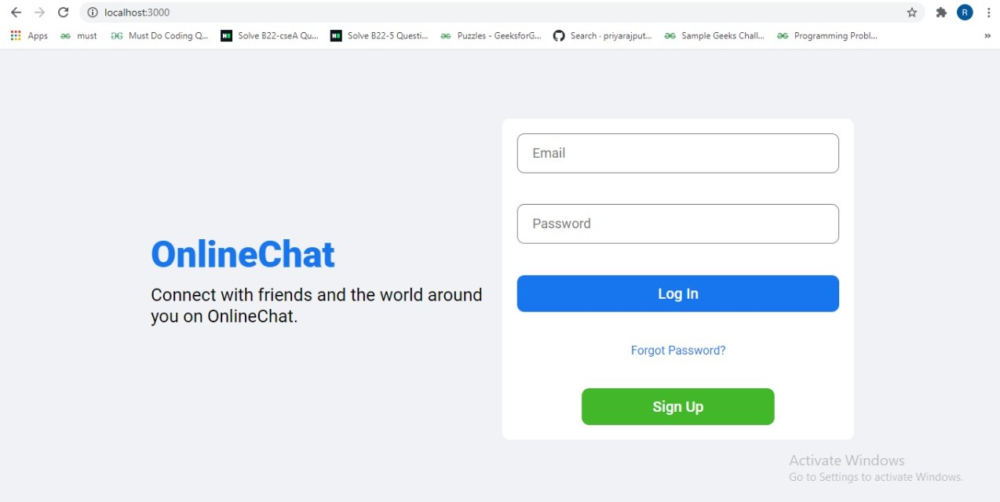 localhost:3000
R
Apps
must
Must Do Coding Q...
Solve B22-cseA Qu...
Solve B22-5 Questi...
Puzzles - GeeksforG...
Search · priyarajput...
Sample Geeks Chall...
Programming Probl...
»
Email
Password
OnlineChat
Connect with friends and the world around
you on OnlineChat.
Log In
Forgot Password?
Sign Up
Activate Windows
Go to Settings to activate Windows.